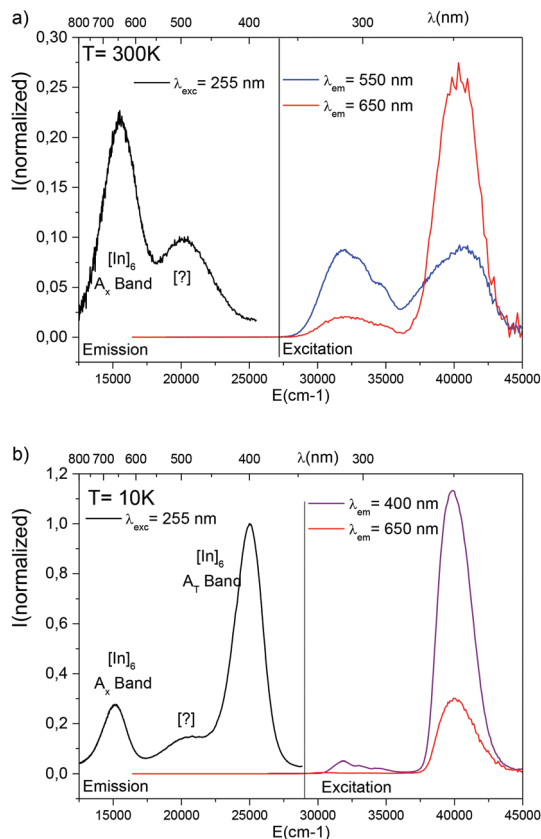 a)
800 700 600 500 400 300 λ(nm)
T= 300K
λexc= 255 nm
λem= 550 nm
λem= 650 nm
I(normalized)
0,30
0,25
0,20
0,15
0,10
0,05
0,00
[In]6
Ax Band
[?]
Emission
Excitation
15000 20000 25000 30000 35000 40000 45000
E(cm-1)
b)
800 700 600 500 400 λ(nm) 300
T= 10K
λexc= 255 nm
λem= 400 nm
λem= 650 nm
I(normalized)
1,2
1,0
0,8
0,6
0,4
0,2
0,0
[In]6
AT Band
[In]6
Ax Band
[?]
Emission
Excitation
15000 20000 25000 30000 35000 40000 45000
E(cm-1)